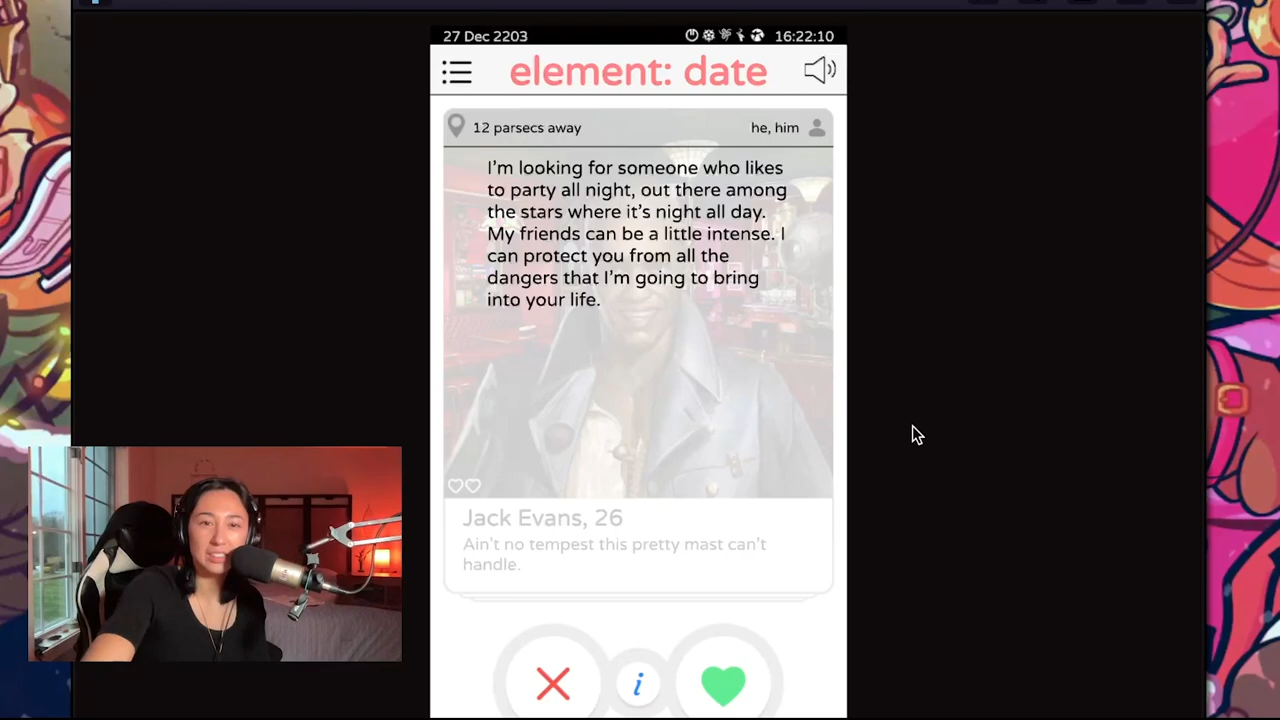 27 Dec 2203
16:22:10
element: date
12 parsecs away
he, him
I'm looking for someone who likes
to party all night, out there among
the stars where it's night all day.
My friends can be a little intense. I
can protect you from all the
dangers that I'm going to bring
into your life.
Jack Evans, 26
Ain't no tempest this pretty mast can't
handle.
i